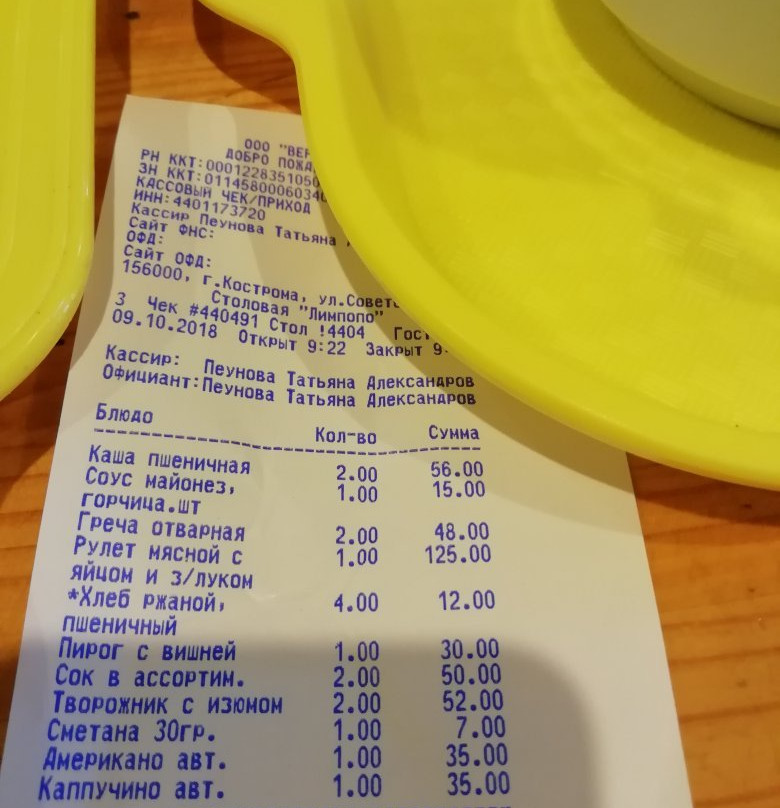 ООО "ВЕР
ДОБРО ПОЖА
РН ККТ:0001228351050
ЗН ККТ:0114580006034
КАССОВЫЙ ЧЕК/ПРИХОД
ИНН:4401173720
Кассир Пеунова Татьяна
Сайт ФНС:
ОФД:
Сайт ОФД:
156000, г.Кострома, ул.Совет
Столовая "Лимпопо"
3 Чек #440491 Стол !4404 Гост
09.10.2018 Открыт 9:22 Закрыт 9
Кассир: Пеунова Татьяна Александров
Официант:Пеунова Татьяна Александров
Блюдо Кол-во Сумма
Каша пшеничная 2.00 56.00
Соус майонез, 1.00 15.00
горчица.шт
Греча отварная 2.00 48.00
Рулет мясной с 1.00 125.00
яйцом и з/луком
*Хлеб ржаной, 4.00 12.00
пшеничный
Пирог с вишней 1.00 30.00
Сок в ассортим. 2.00 50.00
Творожник с изюмом 2.00 52.00
Сметана 30гр. 1.00 7.00
Американо авт. 1.00 35.00
Каппучино авт. 1.00 35.00